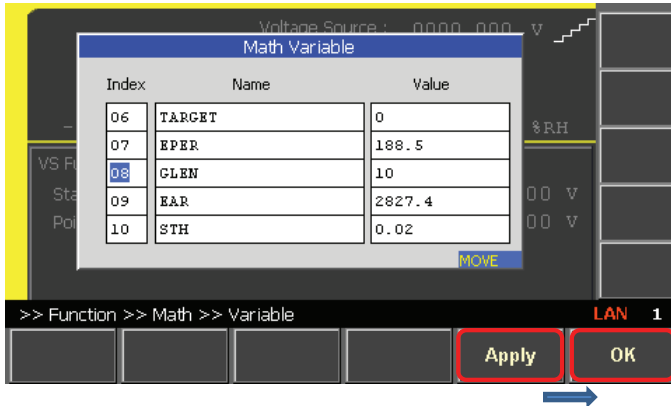 Voltage Source : 0000.000 V
Math Variable
Index Name Value
06 TARGET 0
%RH
07 EPER 188.5
VS Fu
08 GLEN 10
Sta 00 V
09 EAR 2827.4
Poi 00 V
10 STH 0.02
MOVE
>> Function >> Math >> Variable LAN 1
Apply OK